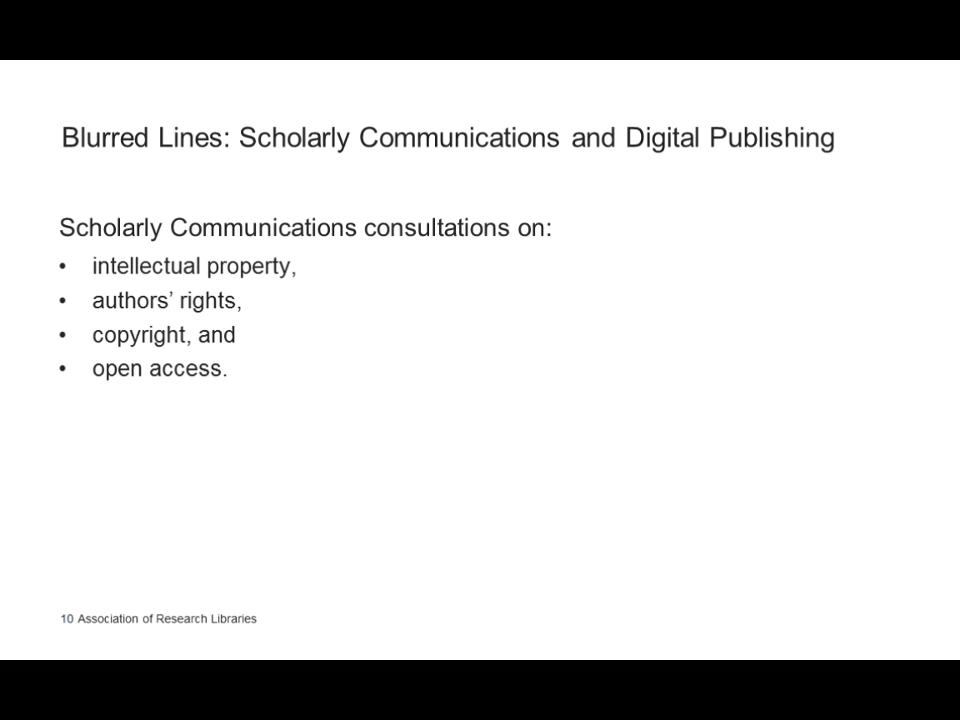 Blurred Lines: Scholarly Communications and Digital Publishing
Scholarly Communications consultations on:
• intellectual property,
• authors’ rights,
• copyright, and
• open access.
10 Association of Research Libraries